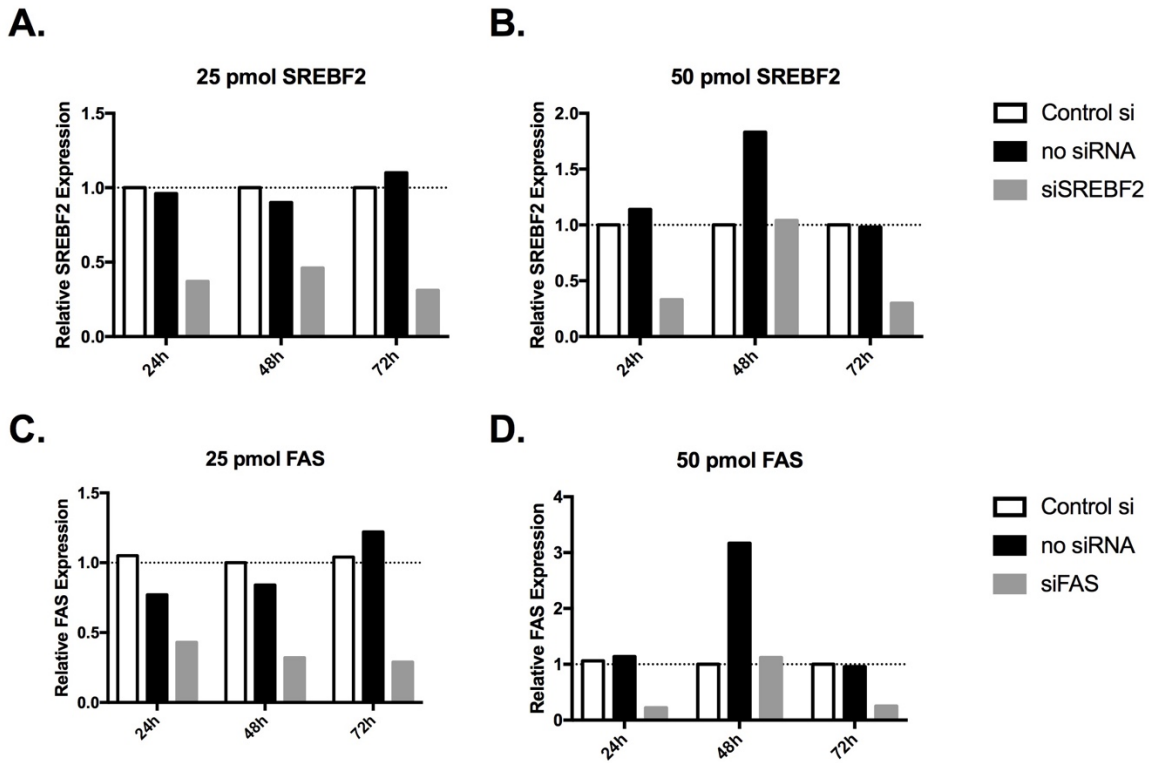 A.
25 pmol SREBF2
Relative SREBF2 Expression
1.5
1.0
0.5
0.0
24h
48h
72h
B.
50 pmol SREBF2
Relative SREBF2 Expression
2.0
1.5
1.0
0.5
0.0
24h
48h
72h
Control si
no siRNA
siSREBF2
C.
25 pmol FAS
Relative FAS Expression
1.5
1.0
0.5
0.0
24h
48h
72h
D.
50 pmol FAS
Relative FAS Expression
4
3
2
1
0
24h
48h
72h
Control si
no siRNA
siFAS